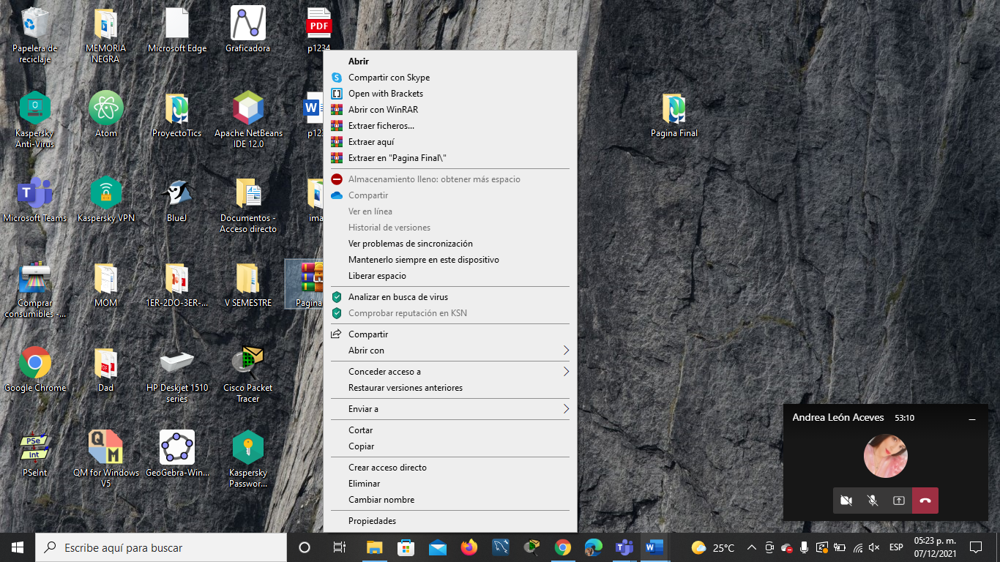 Papelera de
reciclaje
MEMORIA
NEGRA
Microsoft Edge
Graficadora
PDF
p1234
Kaspersky
Anti-Virus
Atom
ProyectoTics
Apache NetBeans
IDE 12.0
W
Microsoft Teams
Kaspersky VPN
BlueJ
Documentos -
Acceso directo
Comprar
consumibles -...
MOM
1ER-2DO-3ER-...
V SEMESTRE
Pagina
Google Chrome
Dad
HP Deskjet 1510
series
Cisco Packet
Tracer
PSe
Int
PSeInt
Q
M
QM for Windows
V5
GeoGebra-Win...
Kaspersky
Passwor...
Abrir
Compartir con Skype
Open with Brackets
Abrir con WinRAR
Extraer ficheros...
Extraer aquí
Extraer en "Pagina Final\"
Almacenamiento lleno: obtener más espacio
Compartir
Ver en línea
Historial de versiones
Ver problemas de sincronización
Mantenerlo siempre en este dispositivo
Liberar espacio
Analizar en busca de virus
Comprobar reputación en KSN
Compartir
Abrir con
Conceder acceso a
Restaurar versiones anteriores
Enviar a
Cortar
Copiar
Crear acceso directo
Eliminar
Cambiar nombre
Propiedades
Pagina Final
Andrea León Aceves 53:10
Escribe aquí para buscar
25°C
ESP
05:23 p. m.
07/12/2021